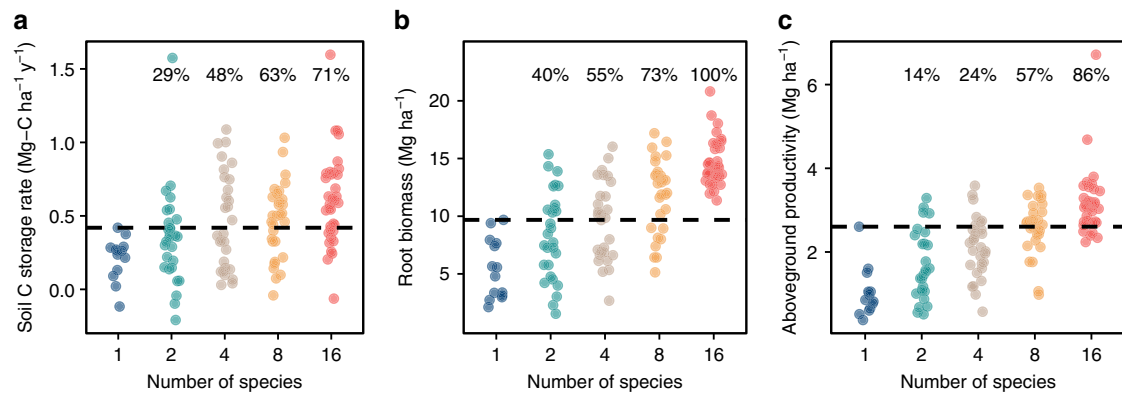 a
Soil C storage rate (Mg−C ha⁻¹ y⁻¹)
1.5
1.0
0.5
0.0
29% 48% 63% 71%
1 2 4 8 16
Number of species
b
Root biomass (Mg ha⁻¹)
20
15
10
5
40% 55% 73% 100%
1 2 4 8 16
Number of species
c
Aboveground productivity (Mg ha⁻¹)
6
4
2
14% 24% 57% 86%
1 2 4 8 16
Number of species